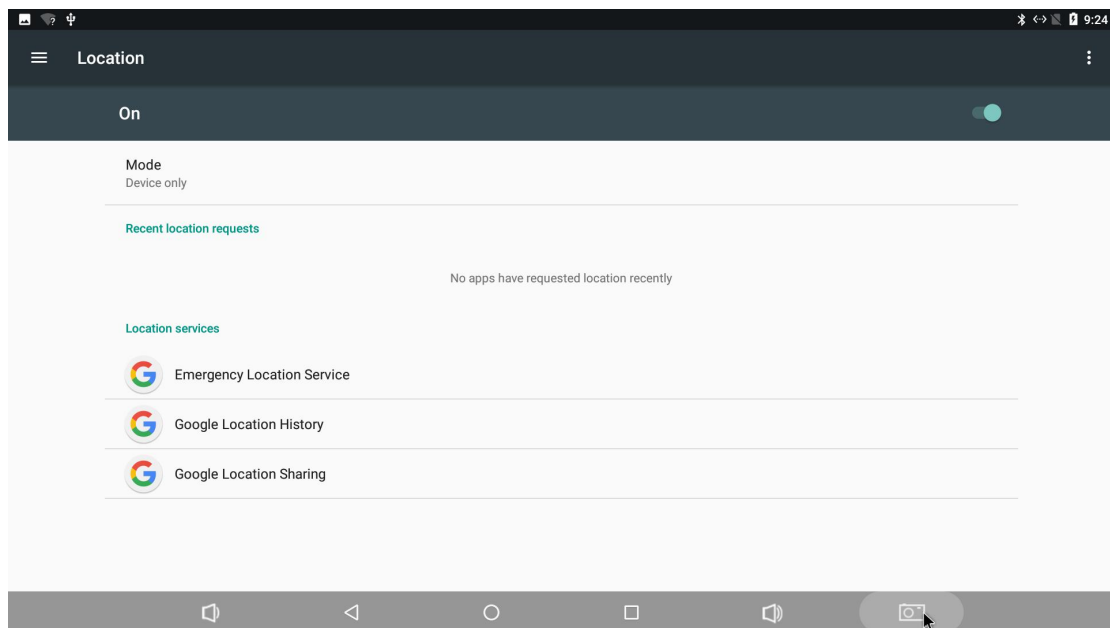 9:24
Location
On
Mode
Device only
Recent location requests
No apps have requested location recently
Location services
Emergency Location Service
Google Location History
Google Location Sharing